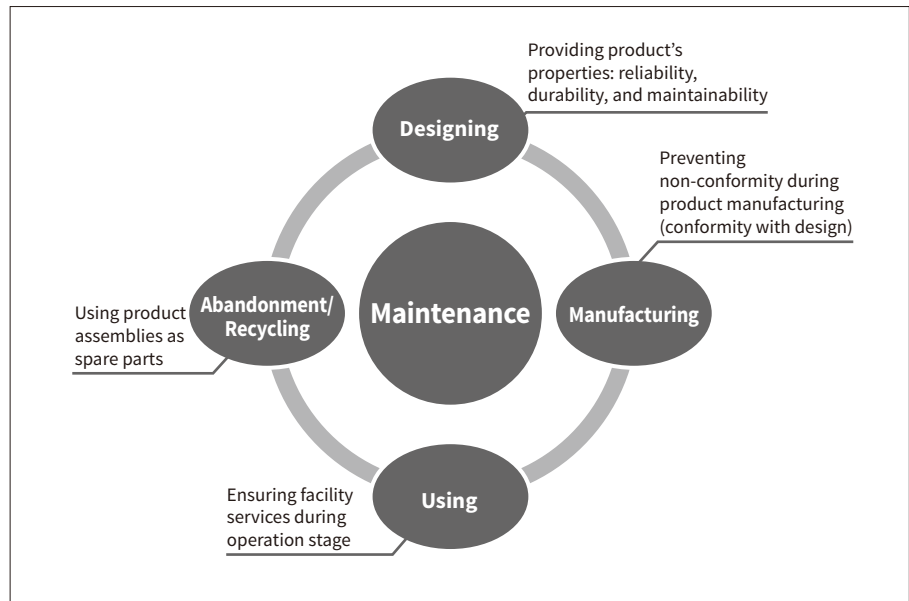 Providing product's
properties: reliability,
durability, and maintainability
Designing
Preventing
non-conformity during
product manufacturing
(conformity with design)
Abandonment/
Recycling
Maintenance
Manufacturing
Using product
assemblies as
spare parts
Ensuring facility
services during
operation stage
Using